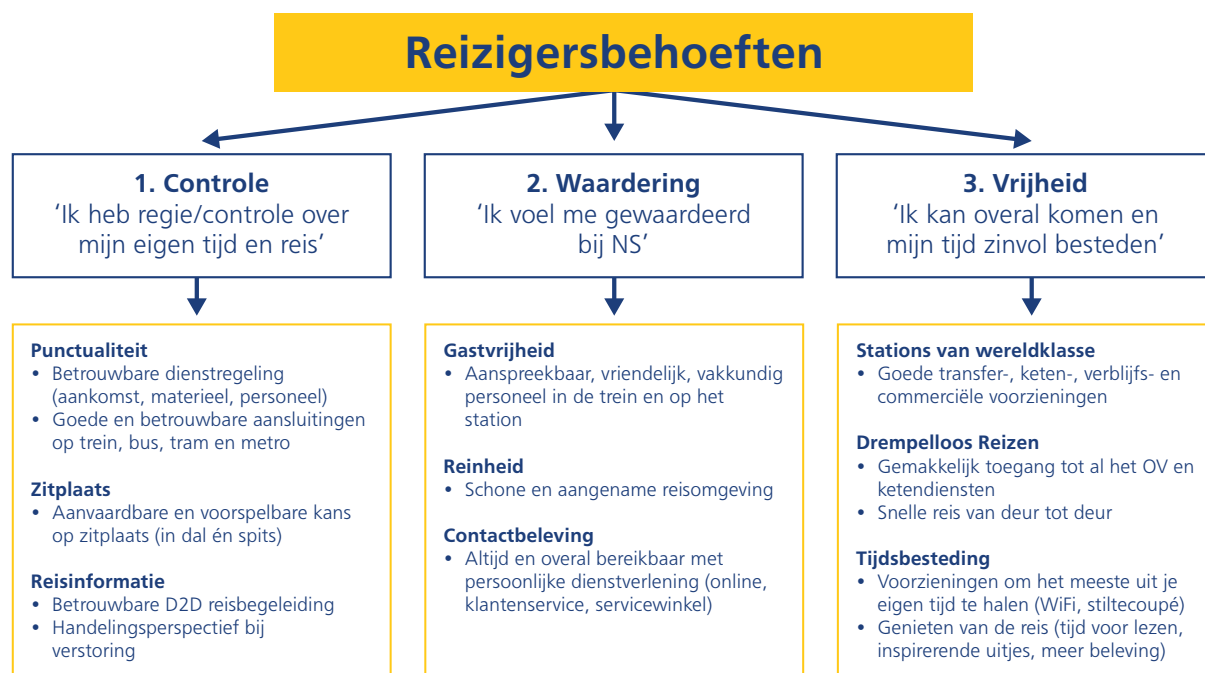 Reizigersbehoeften
1. Controle
‘Ik heb regie/controle over
mijn eigen tijd en reis’
2. Waardering
‘Ik voel me gewaardeerd
bij NS’
3. Vrijheid
‘Ik kan overal komen en
mijn tijd zinvol besteden’
Punctualiteit
• Betrouwbare dienstregeling
(aankomst, materieel, personeel)
• Goede en betrouwbare aansluitingen
op trein, bus, tram en metro
Zitplaats
• Aanvaardbare en voorspelbare kans
op zitplaats (in dal én spits)
Reisinformatie
• Betrouwbare D2D reisbegeleiding
• Handelingsperspectief bij
verstoring
Gastvrijheid
• Aanspreekbaar, vriendelijk, vakkundig
personeel in de trein en op het
station
Reinheid
• Schone en aangename reisomgeving
Contactbeleving
• Altijd en overal bereikbaar met
persoonlijke dienstverlening (online,
klantenservice, servicewinkel)
Stations van wereldklasse
• Goede transfer-, keten-, verblijfs- en
commerciële voorzieningen
Drempelloos Reizen
• Gemakkelijk toegang tot al het OV en
ketendiensten
• Snelle reis van deur tot deur
Tijdsbesteding
• Voorzieningen om het meeste uit je
eigen tijd te halen (WiFi, stiltecoupé)
• Genieten van de reis (tijd voor lezen,
inspirerende uitjes, meer beleving)